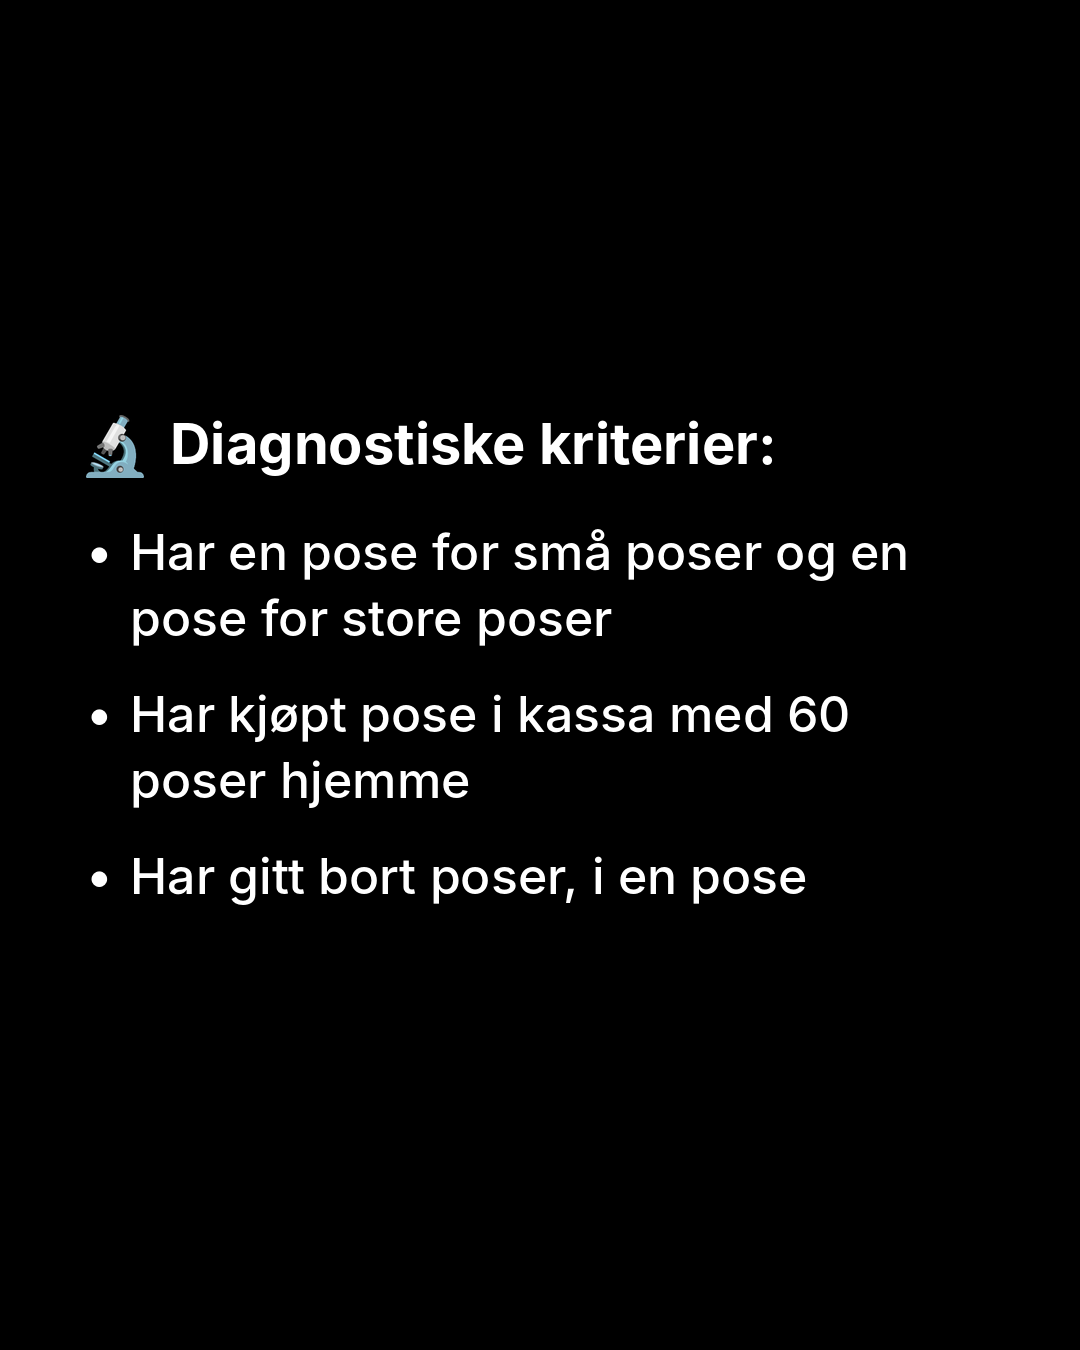 🔬 Diagnostiske kriterier:
• Har en pose for små poser og en
pose for store poser
• Har kjøpt pose i kassa med 60
poser hjemme
• Har gitt bort poser, i en pose